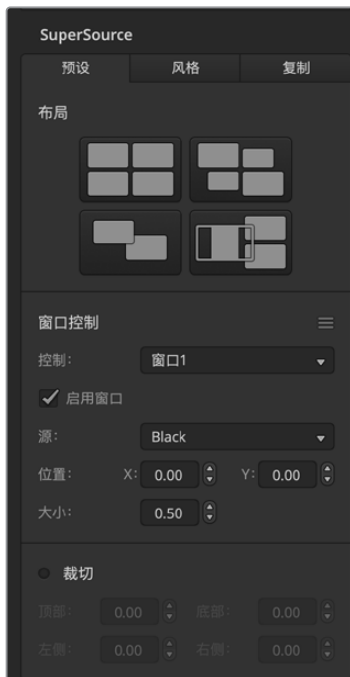 SuperSource
预设 风格 复制
布局
窗口控制
控制: 窗口1
启用窗口
源: Black
位置: X: 0.00 Y: 0.00
大小: 0.50
裁切
顶部: 0.00 底部: 0.00
左侧: 0.00 右侧: 0.00